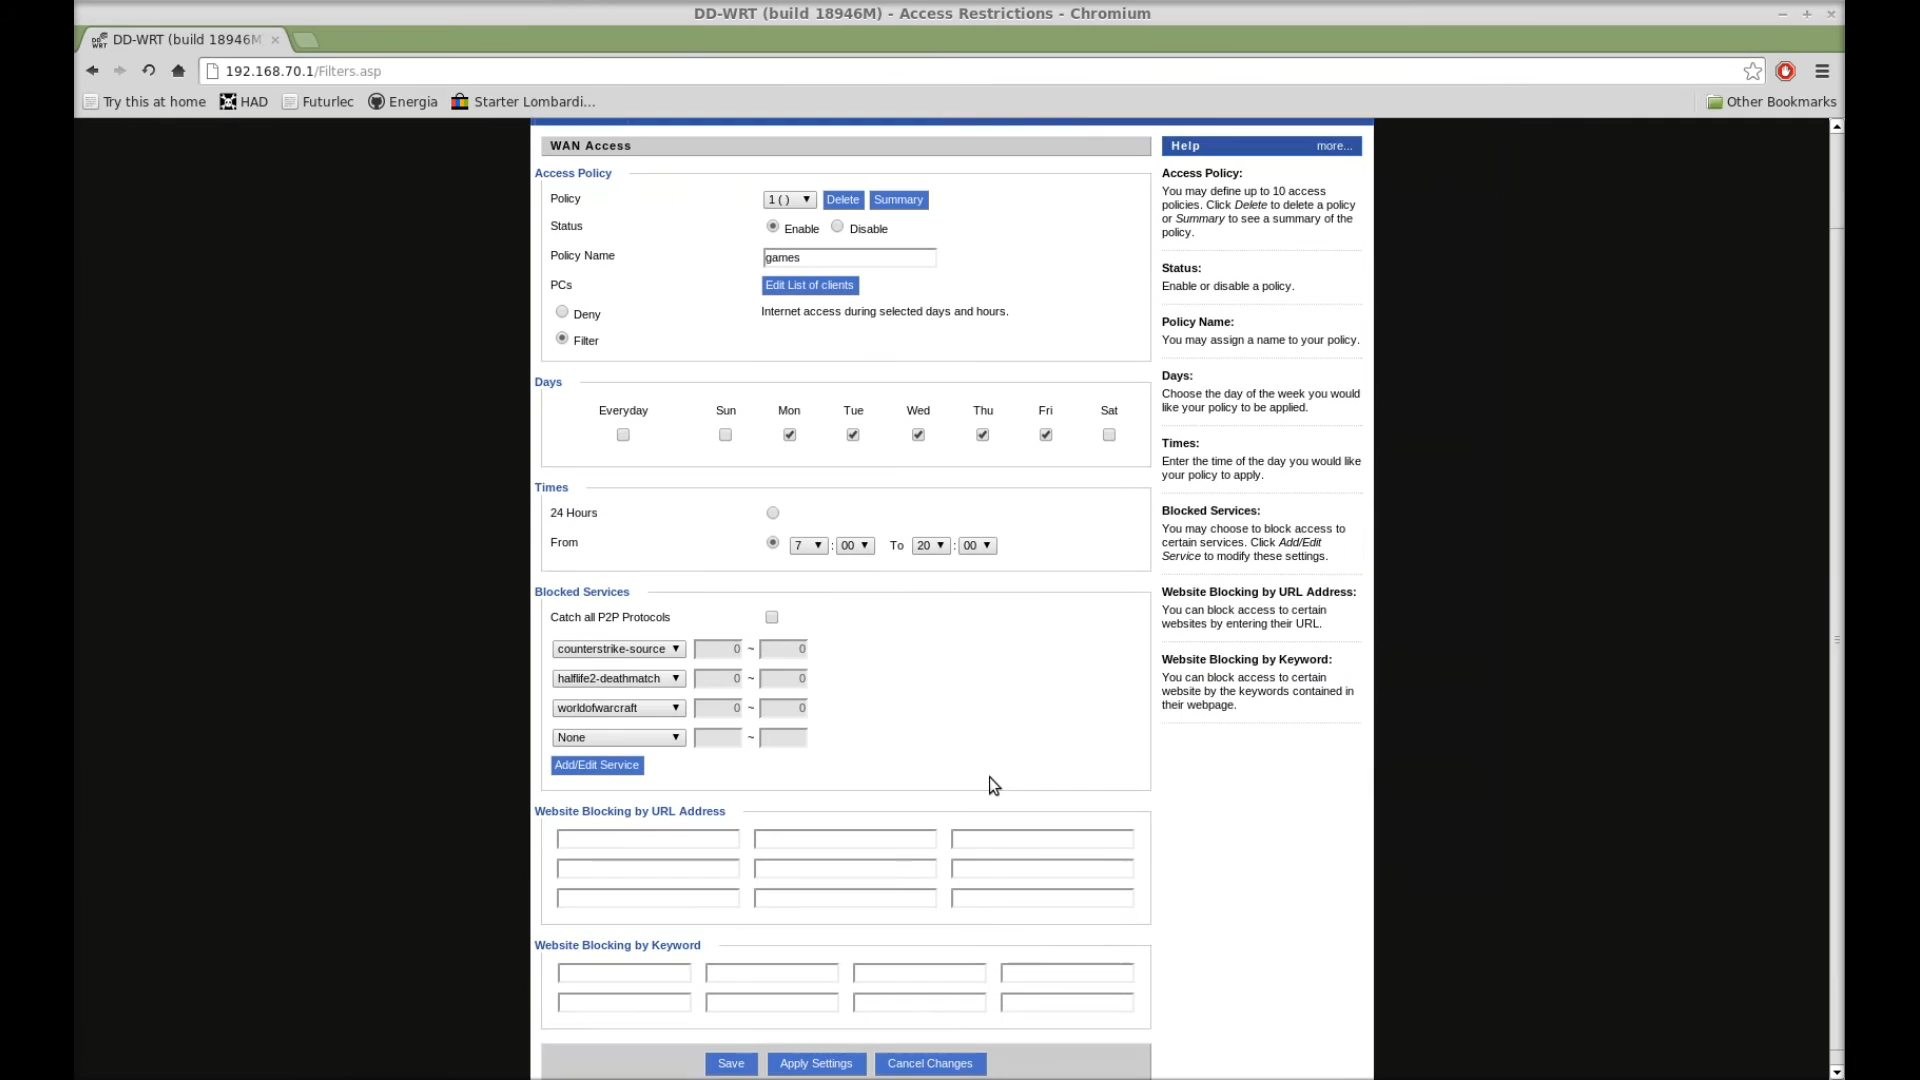 DD-WRT (build 18946M) - Access Restrictions - Chromium
DD-WRT (build 18946M
192.168.70.1/Filters.asp
Try this at home HAD Futurlec Energia Starter Lombardi... Other Bookmarks
WAN Access
Access Policy
Policy 1 ( ) Delete Summary
Status Enable Disable
Policy Name games
PCs Edit List of clients
Deny Internet access during selected days and hours.
Filter
Days
Everyday Sun Mon Tue Wed Thu Fri Sat
Times
24 Hours
From 7 : 00 To 20 : 00
Blocked Services
Catch all P2P Protocols
counterstrike-source 0 ~ 0
halflife2-deathmatch 0 ~ 0
worldofwarcraft 0 ~ 0
None ~
Add/Edit Service
Website Blocking by URL Address
Website Blocking by Keyword
Save Apply Settings Cancel Changes
Help more...
Access Policy:
You may define up to 10 access
policies. Click Delete to delete a policy
or Summary to see a summary of the
policy.
Status:
Enable or disable a policy.
Policy Name:
You may assign a name to your policy.
Days:
Choose the day of the week you would
like your policy to be applied.
Times:
Enter the time of the day you would like
your policy to apply.
Blocked Services:
You may choose to block access to
certain services. Click Add/Edit
Service to modify these settings.
Website Blocking by URL Address:
You can block access to certain
websites by entering their URL.
Website Blocking by Keyword:
You can block access to certain
website by the keywords contained in
their webpage.